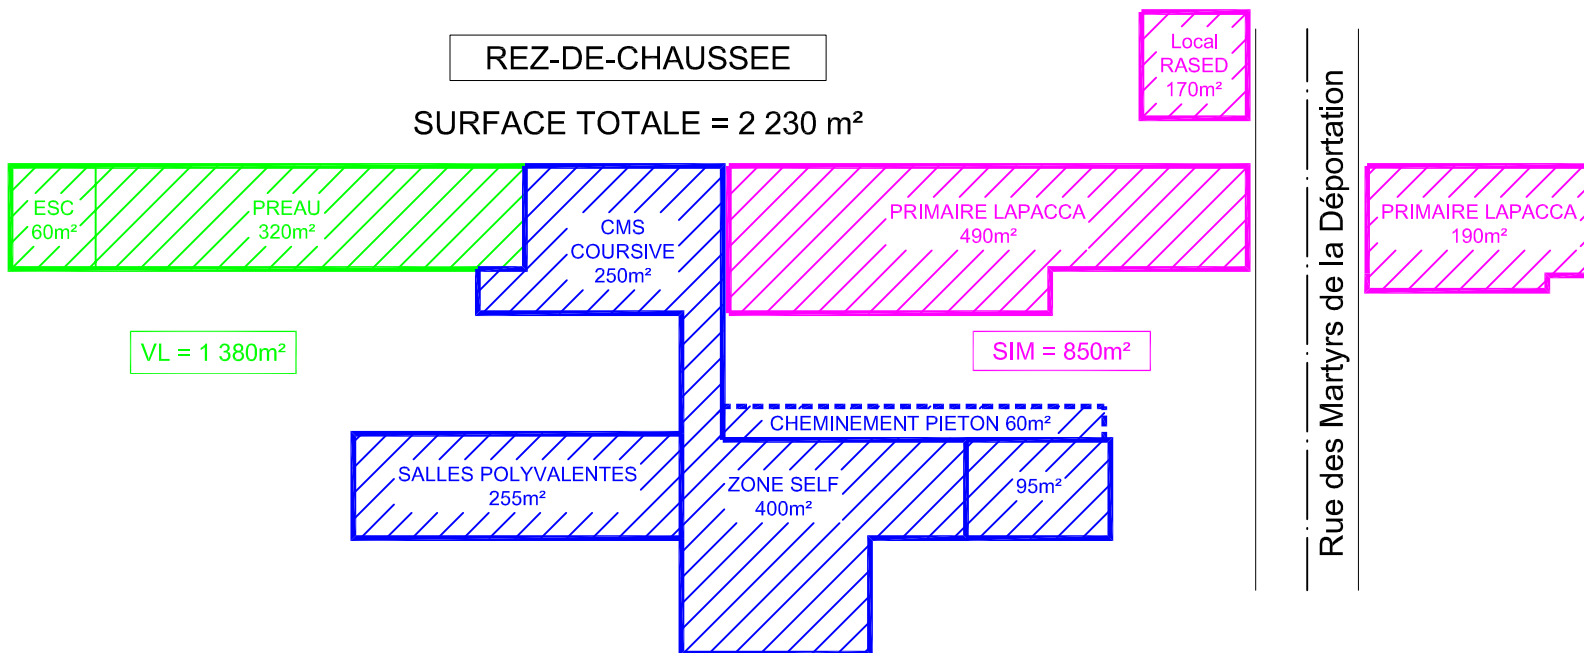 REZ-DE-CHAUSSEE
SURFACE TOTALE = 2 230 m²
Local
RASED
170m²
ESC
60m²
PREAU
320m²
CMS
COURSIVE
250m²
PRIMAIRE LAPACCA
490m²
Rue des Martyrs de la Déportation
PRIMAIRE LAPACCA
190m²
VL = 1 380m²
SIM = 850m²
CHEMINEMENT PIETON 60m²
SALLES POLYVALENTES
255m²
ZONE SELF
400m²
95m²